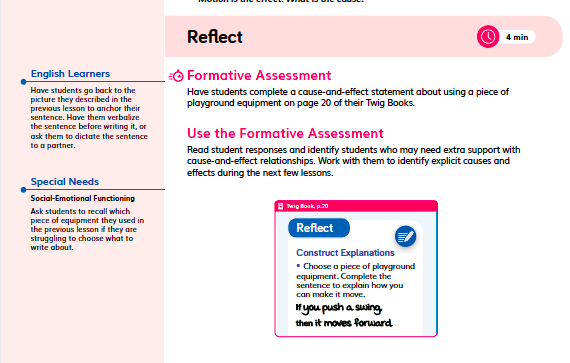 Motion is the effect. What is the cause?
Reflect
4 min
English Learners
Have students go back to the
picture they described in the
previous lesson to anchor their
sentence. Have them verbalize
the sentence before writing it, or
ask them to dictate the sentence
to a partner.
Special Needs
Social-Emotional Functioning
Ask students to recall which
piece of equipment they used in
the previous lesson if they are
struggling to choose what to
write about.
Formative Assessment
Have students complete a cause-and-effect statement about using a piece of
playground equipment on page 20 of their Twig Books.
Use the Formative Assessment
Read student responses and identify students who may need extra support with
cause-and-effect relationships. Work with them to identify explicit causes and
effects during the next few lessons.
Twig Book, p.20
Reflect
Construct Explanations
• Choose a piece of playground
equipment. Complete the
sentence to explain how you
can make it move.
If you push a swing,
then it moves forward.